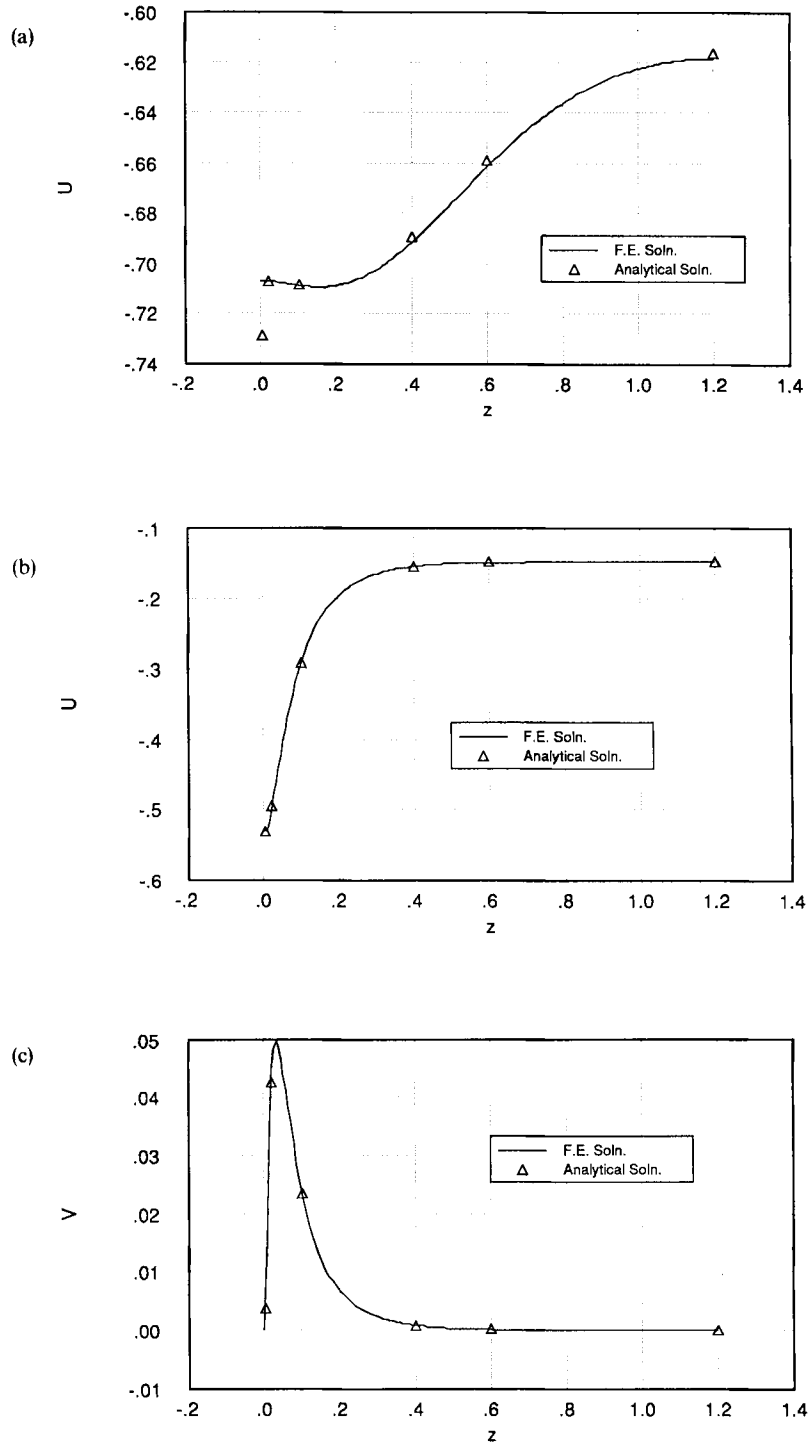 (a)
-.60
-.62
-.64
-.66
-.68
-.70
-.72
-.74
U
F.E. Soln.
Analytical Soln.
-.2 .0 .2 .4 .6 .8 1.0 1.2 1.4
z
(b)
-.1
-.2
-.3
-.4
-.5
-.6
U
F.E. Soln.
Analytical Soln.
-.2 .0 .2 .4 .6 .8 1.0 1.2 1.4
z
(c)
.05
.04
.03
.02
.01
.00
-.01
V
F.E. Soln.
Analytical Soln.
-.2 .0 .2 .4 .6 .8 1.0 1.2 1.4
z